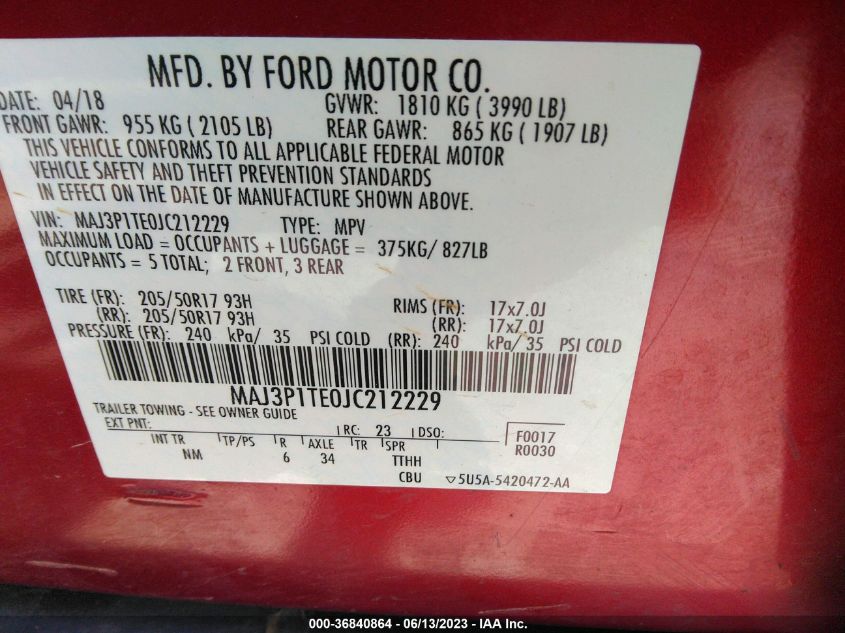 MFD. BY FORD MOTOR CO.
DATE: 04/18 GVWR: 1810 KG ( 3990 LB)
FRONT GAWR: 955 KG ( 2105 LB) REAR GAWR: 865 KG ( 1907 LB)
THIS VEHICLE CONFORMS TO ALL APPLICABLE FEDERAL MOTOR
VEHICLE SAFETY AND THEFT PREVENTION STANDARDS
IN EFFECT ON THE DATE OF MANUFACTURE SHOWN ABOVE.
VIN: MAJ3P1TE0JC212229 TYPE: MPV
MAXIMUM LOAD = OCCUPANTS + LUGGAGE = 375KG/ 827LB
OCCUPANTS = 5 TOTAL; 2 FRONT, 3 REAR
TIRE (FR): 205/50R17 93H RIMS (FR): 17x7.0J
(RR): 205/50R17 93H (RR): 17x7.0J
PRESSURE (FR): 240 kPa/ 35 PSI COLD (RR): 240 kPa/ 35 PSI COLD
MAJ3P1TE0JC212229
TRAILER TOWING - SEE OWNER GUIDE
EXT PNT: RC: 23 DSO: F0017
R0030
INT TR TP/PS R AXLE TR SPR
NM 6 34 TTHH
CBU 5U5A-5420472-AA
000-36840864 - 06/13/2023 - IAA Inc.